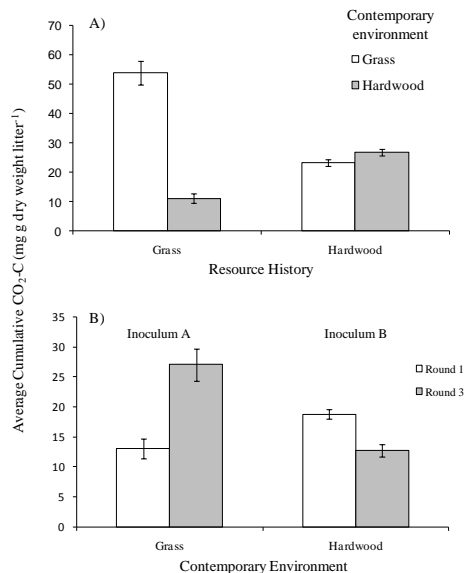 A)
Contemporary
environment
Grass
Hardwood
70
60
50
40
30
20
10
0
Grass Hardwood
Resource History
Average Cumulative CO₂-C (mg g dry weight litter⁻¹)
B)
Inoculum A Inoculum B
Round 1
Round 3
35
30
25
20
15
10
5
0
Grass Hardwood
Contemporary Environment